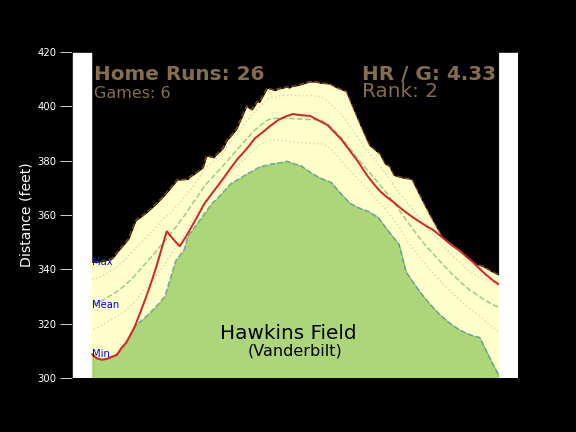 Home Runs: 26
HR / G: 4.33
Games: 6
Rank: 2
Distance (feet)
420
400
380
360
340
320
300
Max
Mean
Min
Hawkins Field
(Vanderbilt)